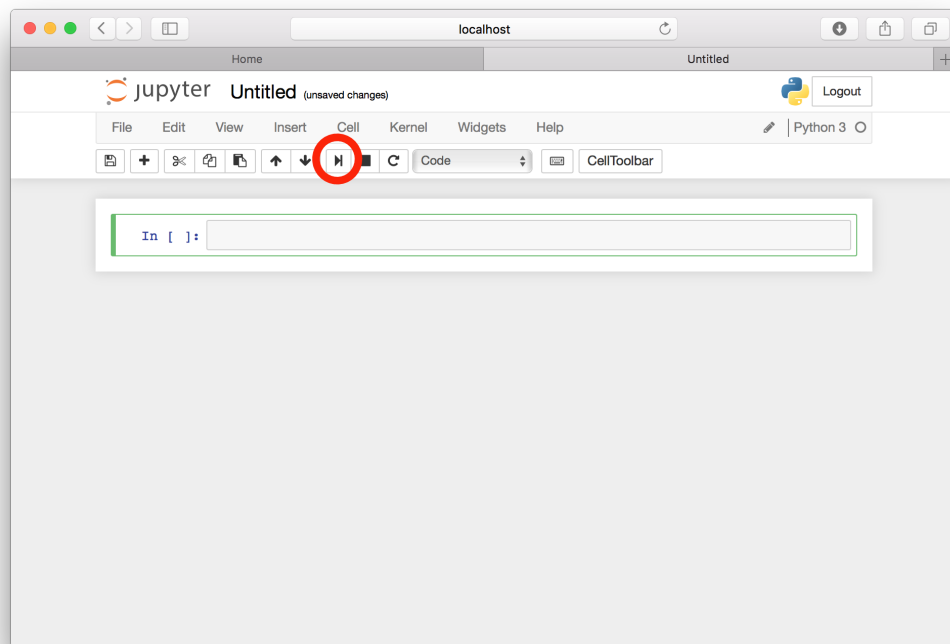 localhost
Home Untitled
jupyter Untitled (unsaved changes) Logout
File Edit View Insert Cell Kernel Widgets Help Python 3
Code CellToolbar
In [ ]: